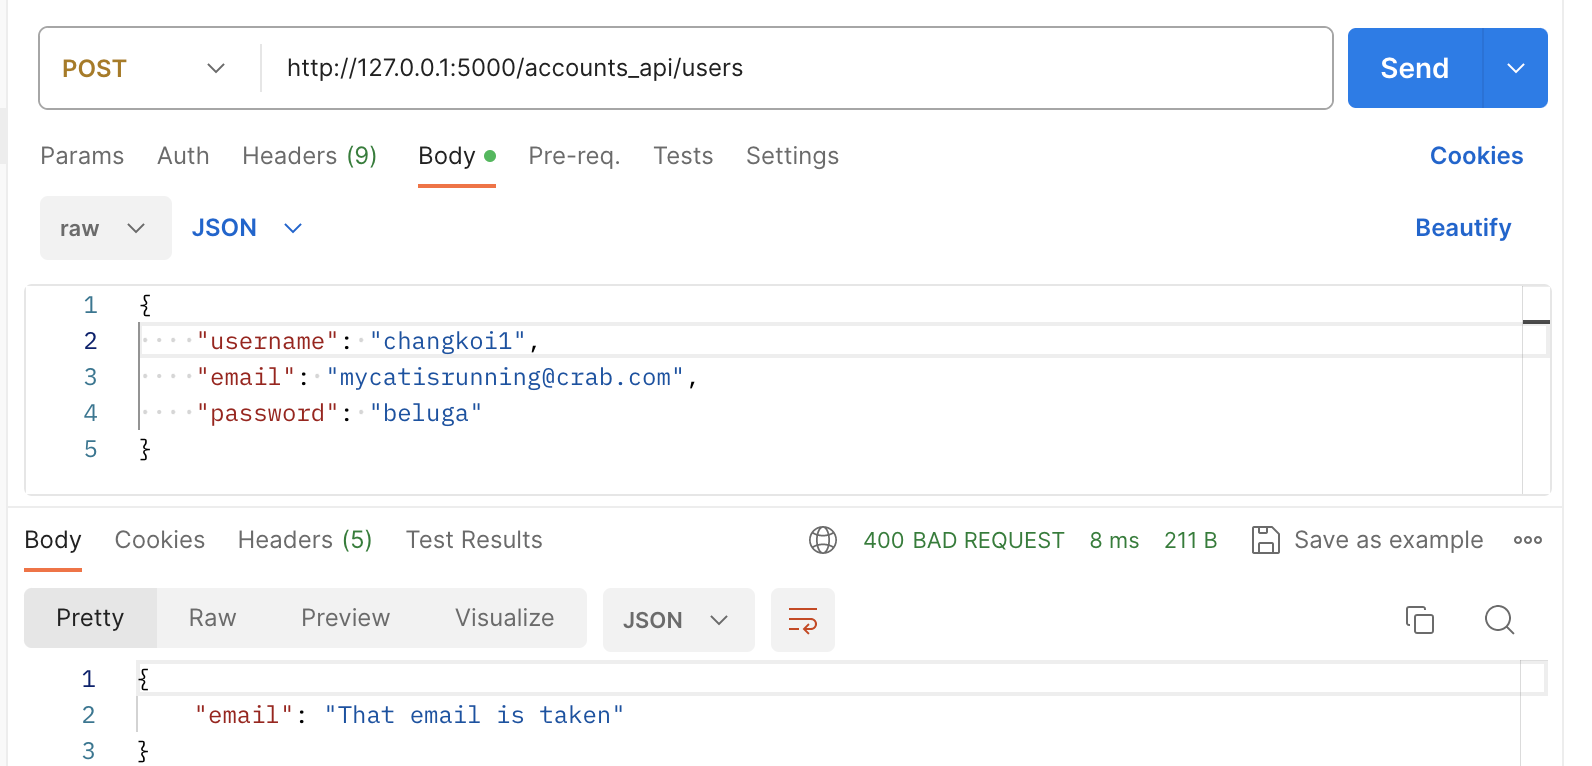 POST http://127.0.0.1:5000/accounts_api/users Send
Params Auth Headers (9) Body Pre-req. Tests Settings Cookies
raw JSON Beautify
1 {
2 "username": "changkoi1",
3 "email": "mycatisrunning@crab.com",
4 "password": "beluga"
5 }
Body Cookies Headers (5) Test Results 400 BAD REQUEST 8 ms 211 B Save as example
Pretty Raw Preview Visualize JSON
1 {
2 "email": "That email is taken"
3 }